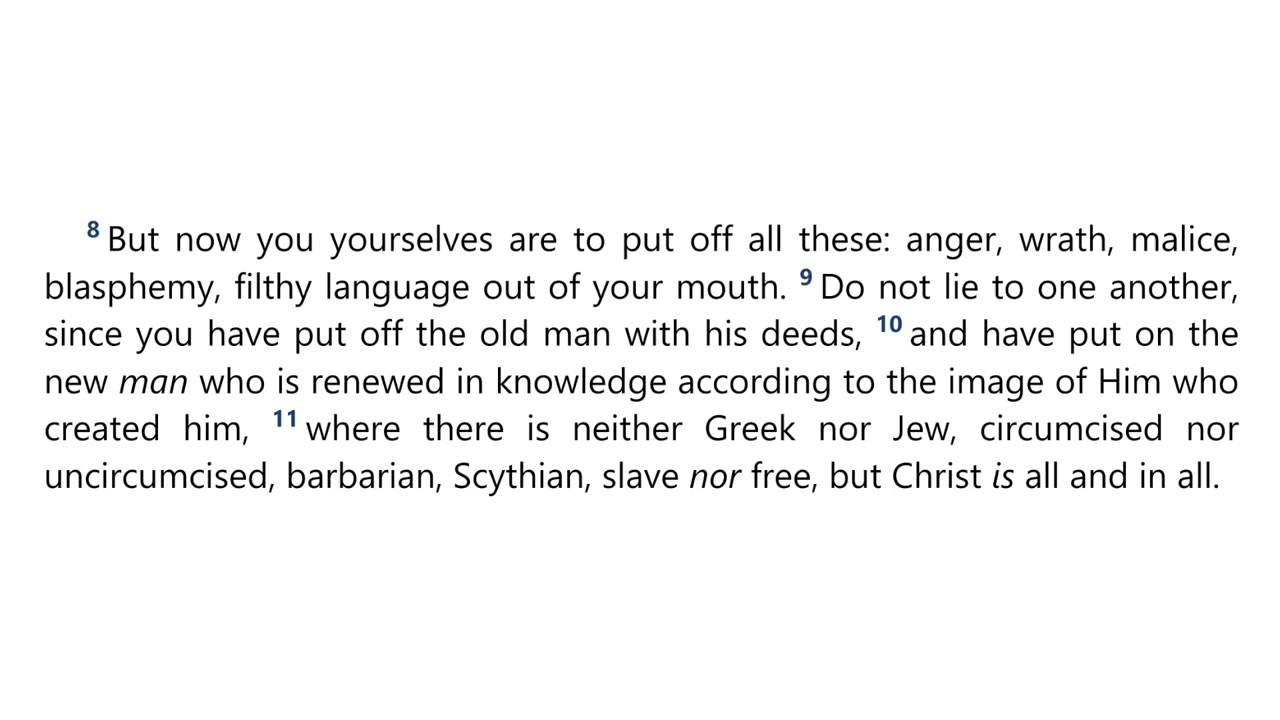 8 But now you yourselves are to put off all these: anger, wrath, malice,
blasphemy, filthy language out of your mouth. 9 Do not lie to one another,
since you have put off the old man with his deeds, 10 and have put on the
new man who is renewed in knowledge according to the image of Him who
created him, 11 where there is neither Greek nor Jew, circumcised nor
uncircumcised, barbarian, Scythian, slave nor free, but Christ is all and in all.